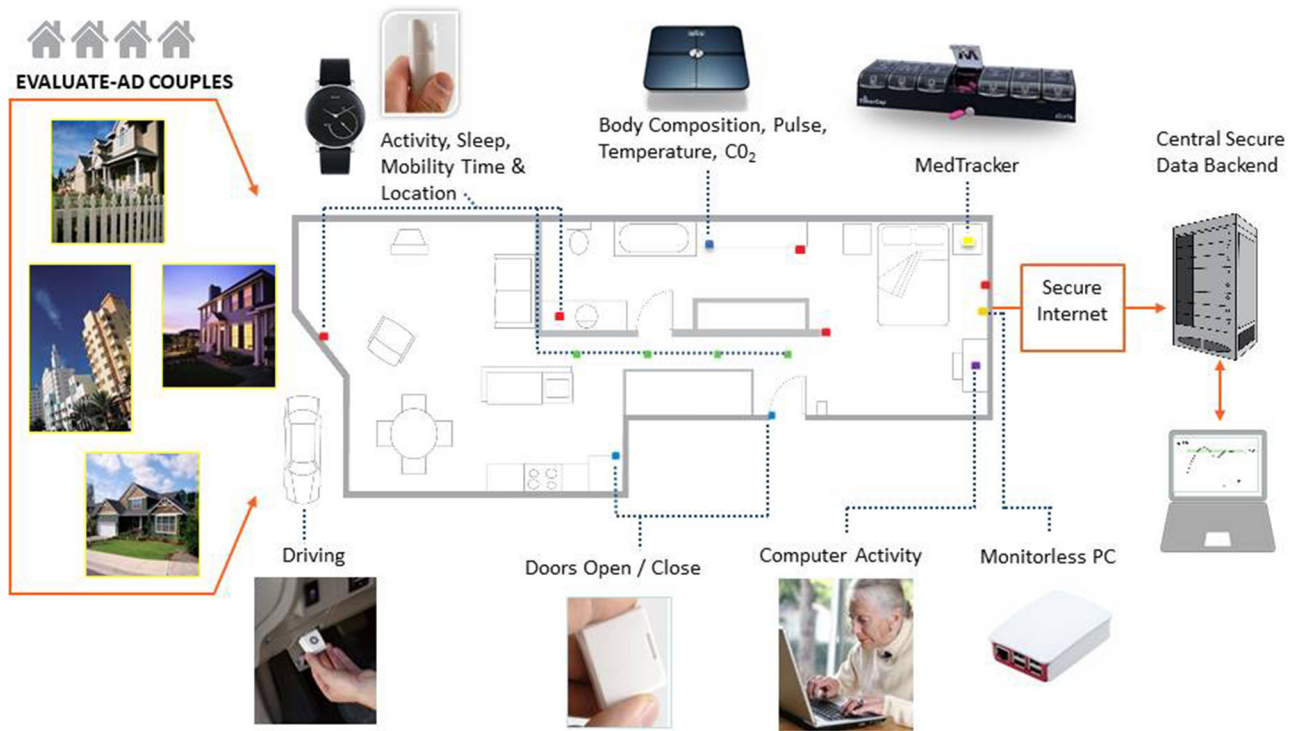 EVALUATE-AD COUPLES
Activity, Sleep,
Mobility Time &
Location
Body Composition, Pulse,
Temperature, C0₂
MedTracker
Central Secure
Data Backend
Secure
Internet
Driving
Doors Open / Close
Computer Activity
Monitorless PC